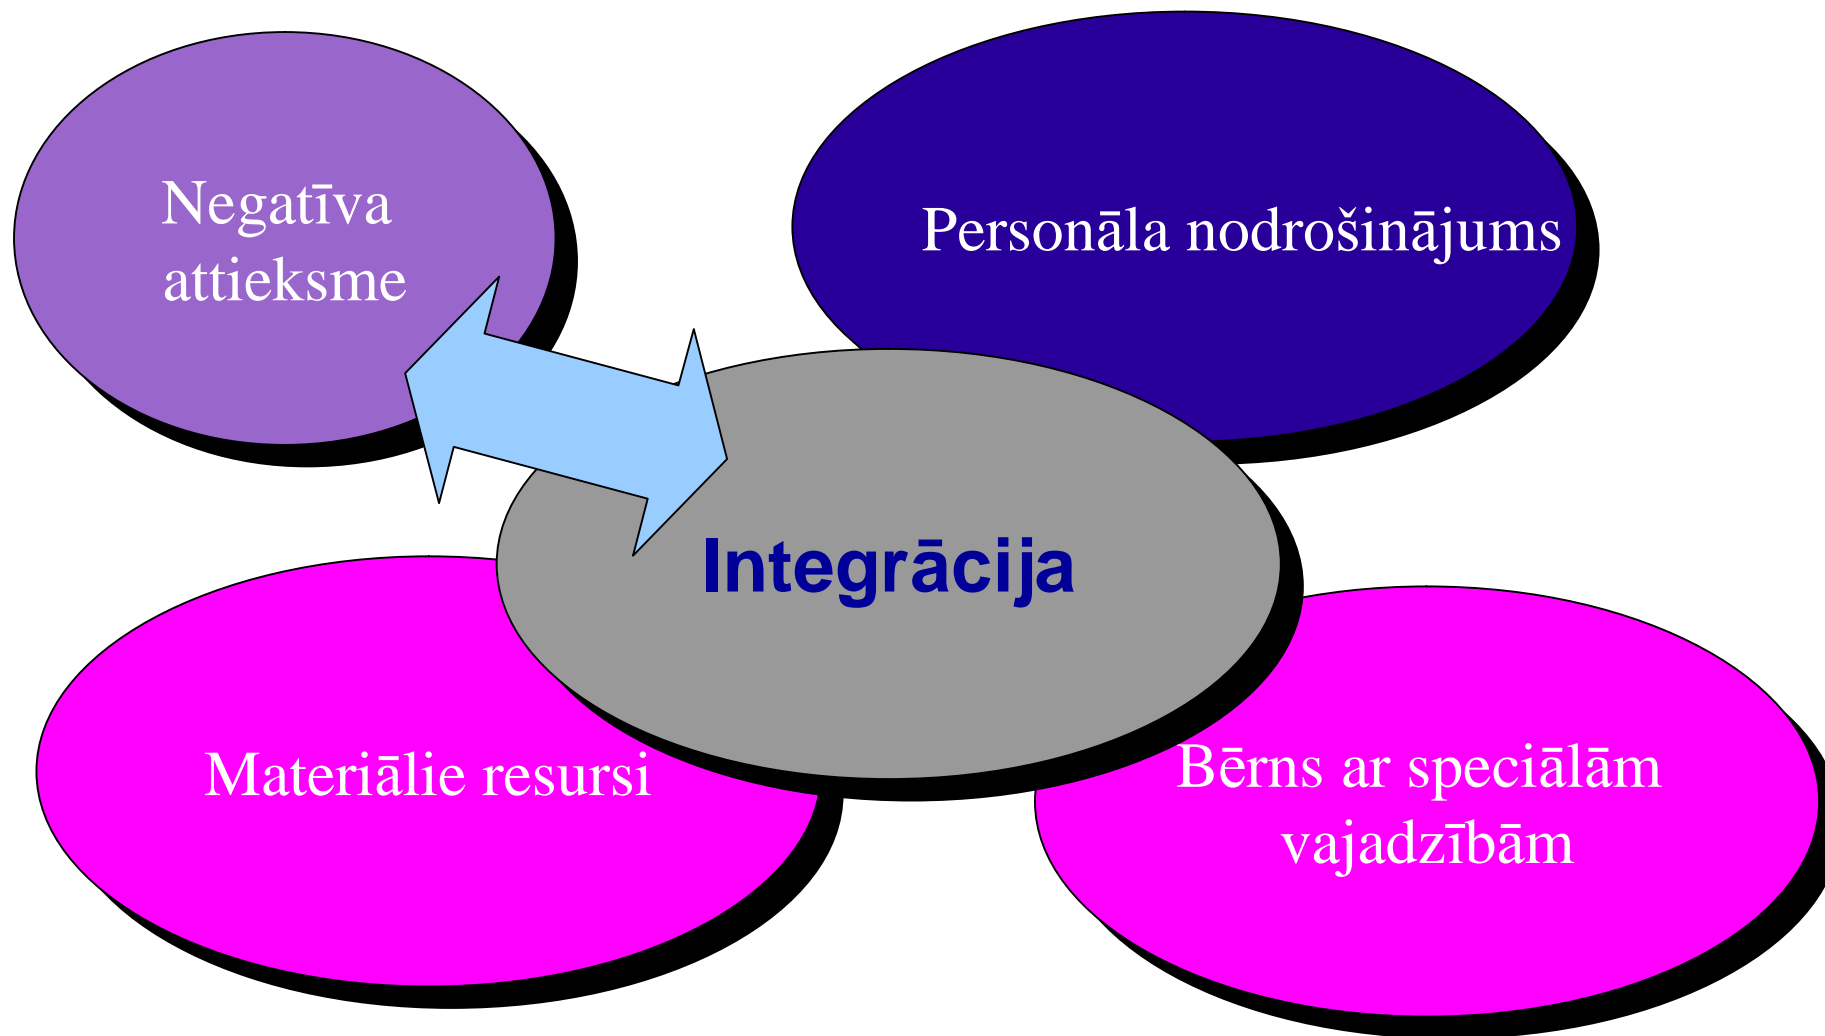 Negatīva
attieksme
Personāla nodrošinājums
Integrācija
Materiālie resursi
Bērns ar speciālām
vajadzībām